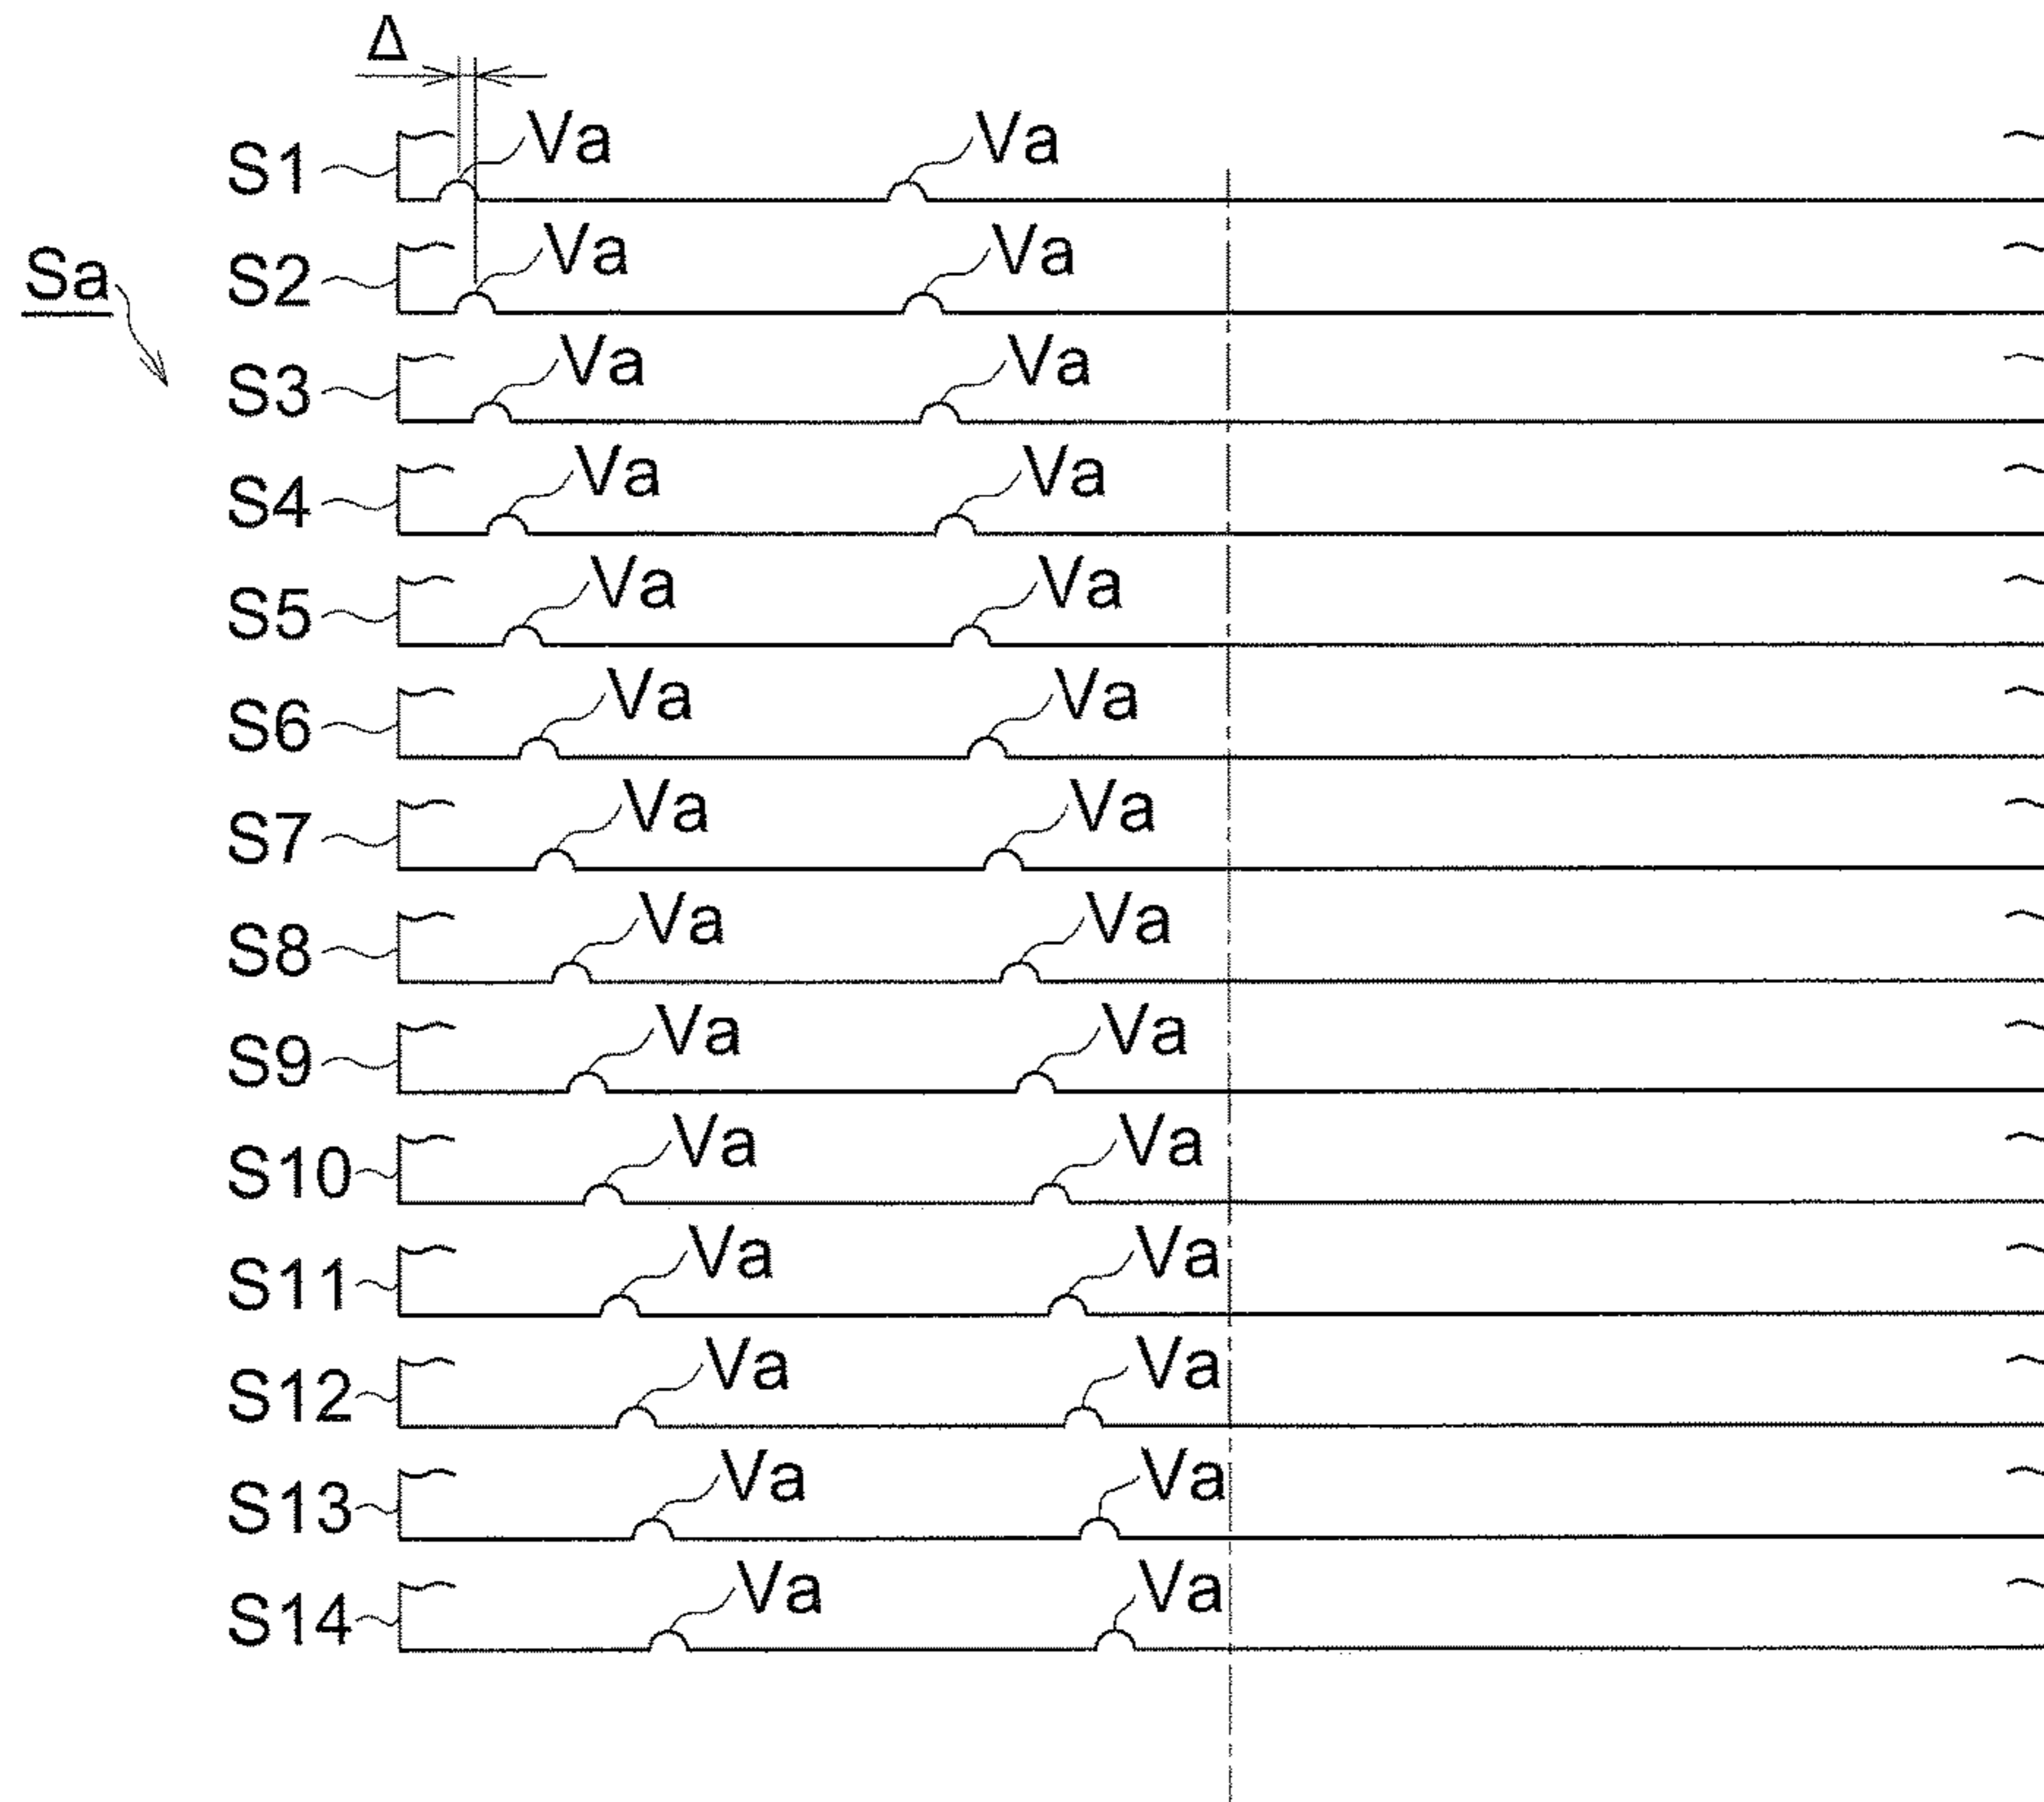 Δ
S1 Va Va
S2 Va Va
Sa
S3 Va Va
S4 Va Va
S5 Va Va
S6 Va Va
S7 Va Va
S8 Va Va
S9 Va Va
S10 Va Va
S11 Va Va
S12 Va Va
S13 Va Va
S14 Va Va